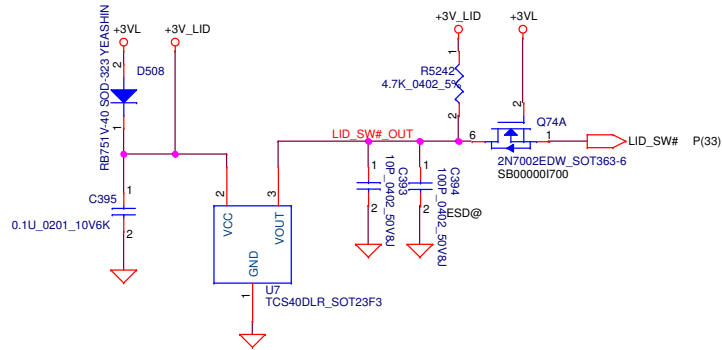 +3VL
+3V_LID
+3V_LID
+3VL
2
D508
1
RB751V-40 SOD-323 YEASHIN
1
R5242
4.7K_0402_5%
2
2
Q74A
LID_SW#_OUT
6
1
LID_SW#
P(33)
2N7002EDW_SOT363-6
SB00000I700
C395
1
0.1U_0201_10V6K
2
2
3
VCC
VOUT
GND
1
U7
TCS40DLR_SOT23F3
1
C393
10P_0402_50V8J
2
1
C394
100P_0402_50V8J
2
ESD@